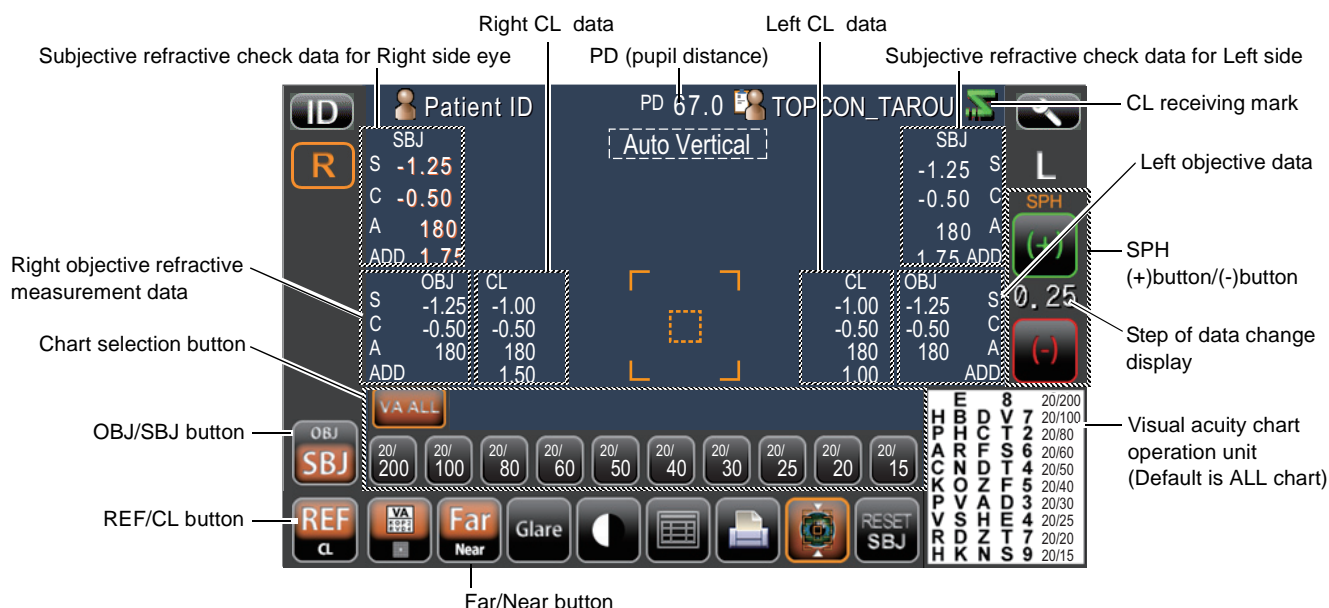 Right CL data
Left CL data
Subjective refractive check data for Right side eye
PD (pupil distance)
Subjective refractive check data for Left side
CL receiving mark
ID
Patient ID
PD 67.0
TOPCON_TAROU
Auto Vertical
R
SBJ
S -1.25
C -0.50
A 180
ADD 1.75
SBJ
-1.25 S
-0.50 C
180 A
1.75 ADD
L
Left objective data
SPH
(+)
0.25
(-)
SPH
(+)button/(-)button
Step of data change
display
Right objective refractive
measurement data
OBJ
S -1.25
C -0.50
A 180
ADD
CL
-1.00
-0.50
180
1.50
CL
-1.00
-0.50
180
1.00
OBJ
-1.25 S
-0.50 C
180 A
ADD
Chart selection button
VA ALL
OBJ/SBJ button
OBJ
SBJ
20/200
20/100
20/80
20/60
20/50
20/40
20/30
20/25
20/20
20/15
E 8 20/200
H B D V 7 20/100
P H C T 2 20/80
A R F S 6 20/60
C N D T 4 20/50
K O Z F 5 20/40
P V A D 3 20/30
V S H E 4 20/25
R D Z T 7 20/20
H K N S 9 20/15
Visual acuity chart
operation unit
(Default is ALL chart)
REF/CL button
REF
CL
VA
Far
Near
Glare
RESET
SBJ
Far/Near button